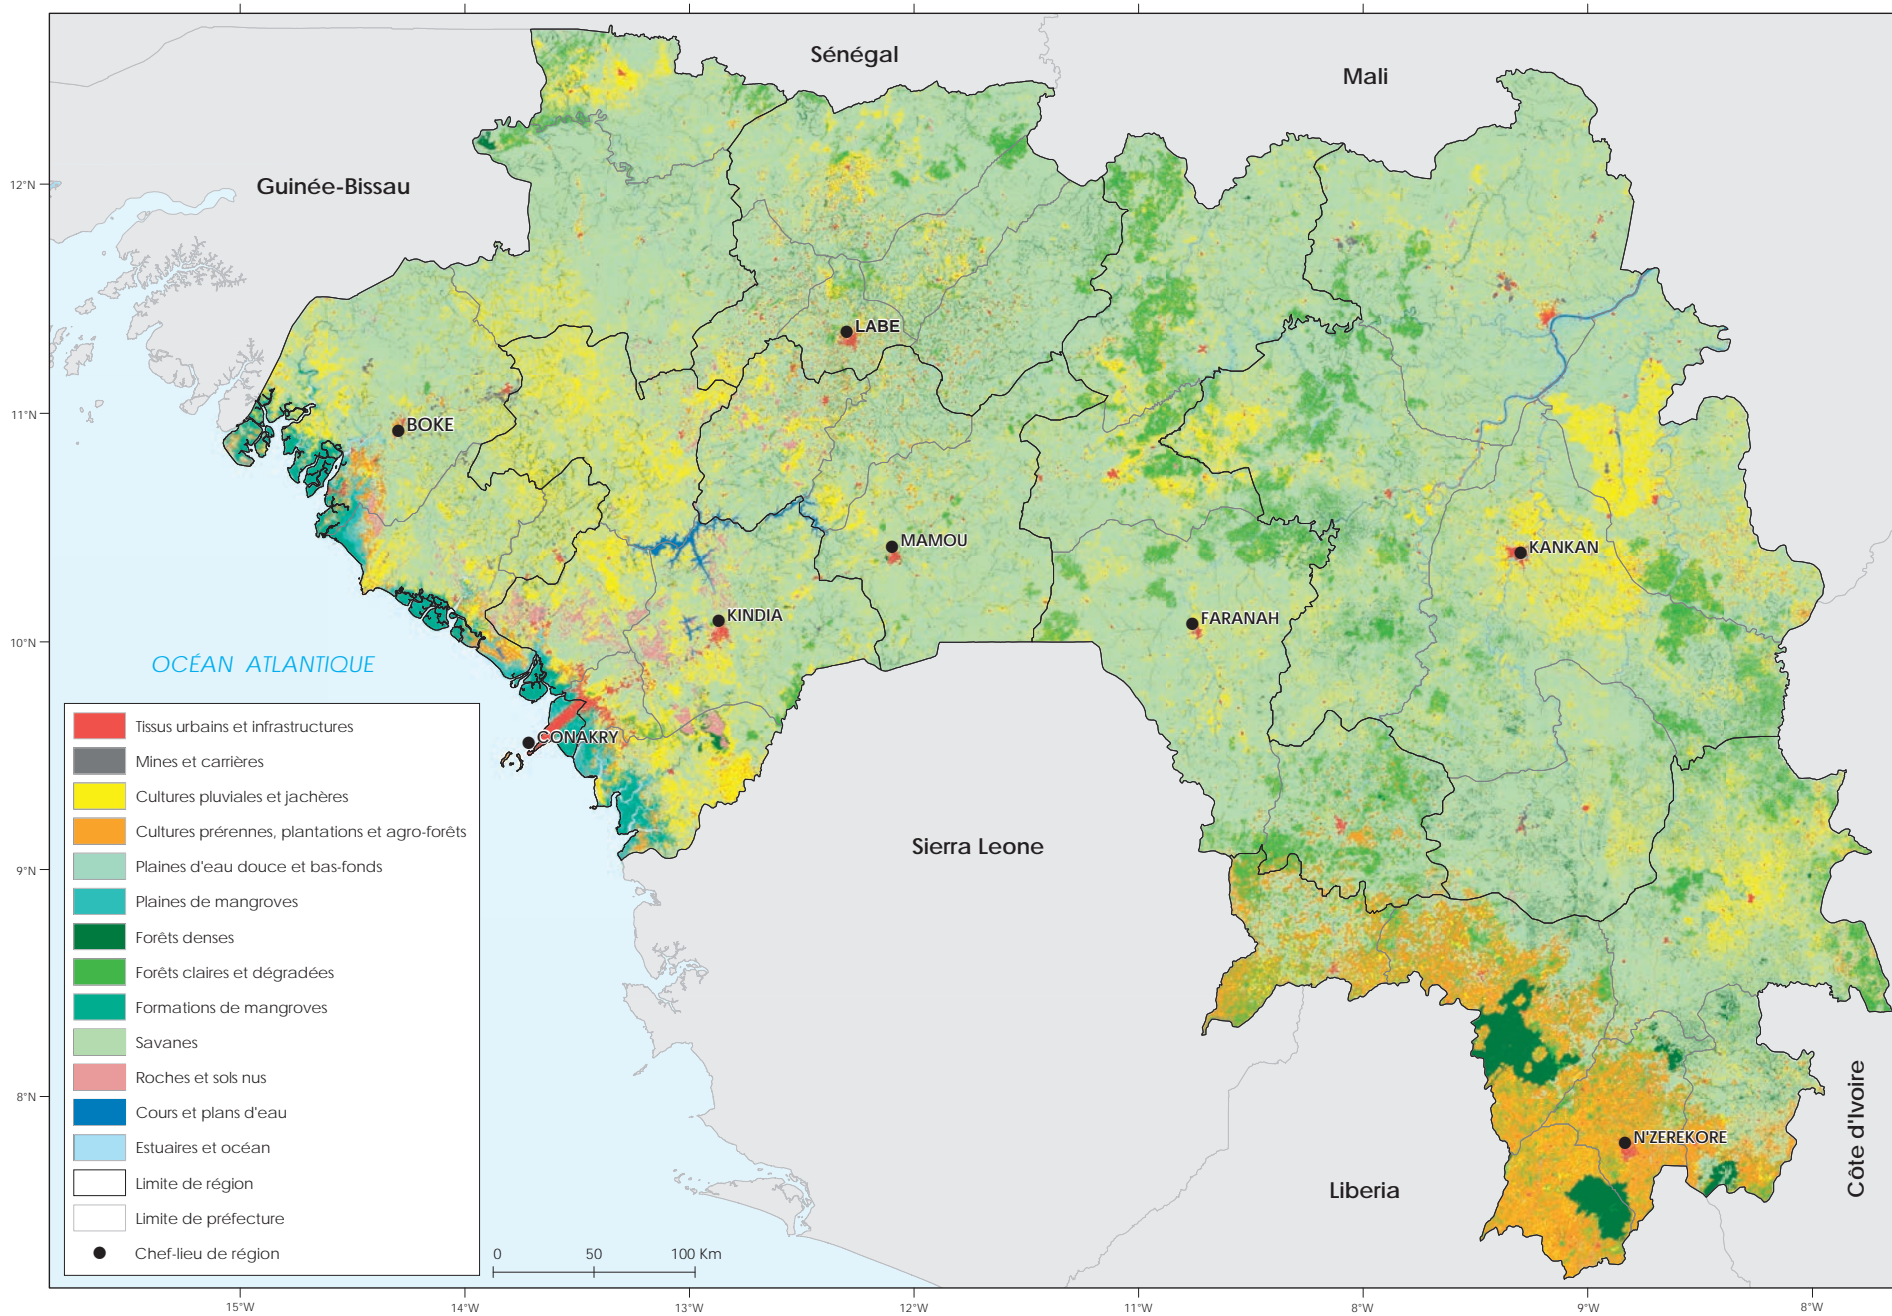 Sénégal
Mali
12°N
Guinée-Bissau
LABE
11°N
BOKE
MAMOU
KANKAN
KINDIA
FARANAH
10°N
OCÉAN ATLANTIQUE
CONAKRY
Sierra Leone
9°N
8°N
N'ZEREKORE
Liberia
Côte d'Ivoire
Tissus urbains et infrastructures
Mines et carrières
Cultures pluviales et jachères
Cultures prérennes, plantations et agro-forêts
Plaines d'eau douce et bas-fonds
Plaines de mangroves
Forêts denses
Forêts claires et dégradées
Formations de mangroves
Savanes
Roches et sols nus
Cours et plans d'eau
Estuaires et océan
Limite de région
Limite de préfecture
Chef-lieu de région
0 50 100 Km
15°W 14°W 13°W 12°W 11°W 8°W 9°W 8°W